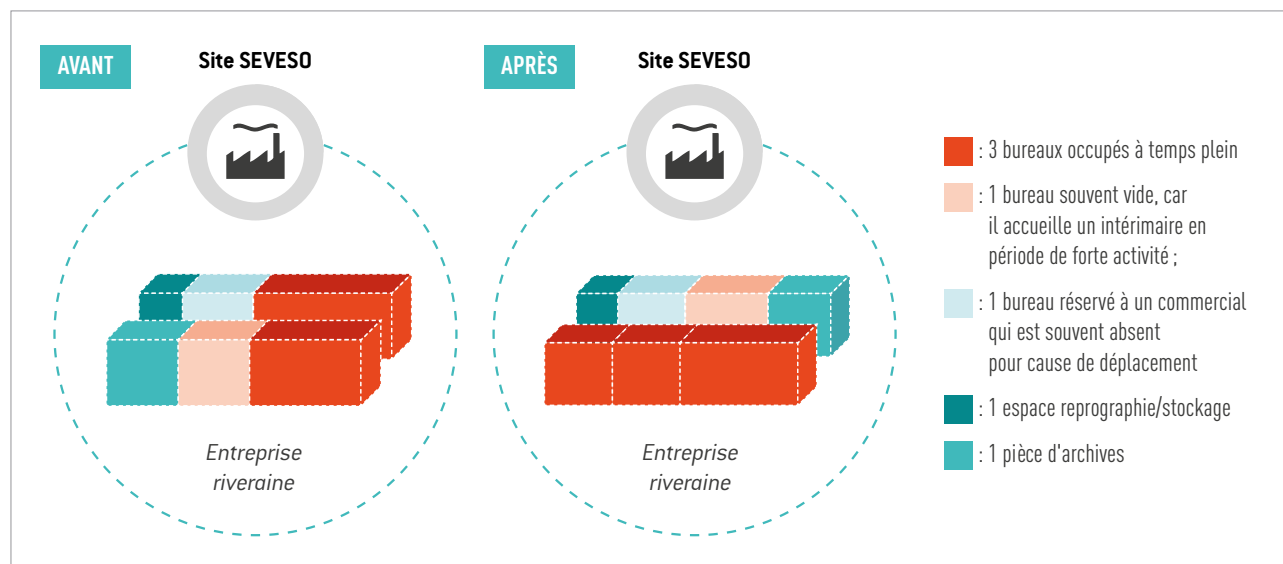 AVANT
Site SEVESO
Entreprise
riveraine
APRÈS
Site SEVESO
Entreprise
riveraine
: 3 bureaux occupés à temps plein
: 1 bureau souvent vide, car
il accueille un intérimaire en
période de forte activité ;
: 1 bureau réservé à un commercial
qui est souvent absent
pour cause de déplacement
: 1 espace reprographie/stockage
: 1 pièce d'archives